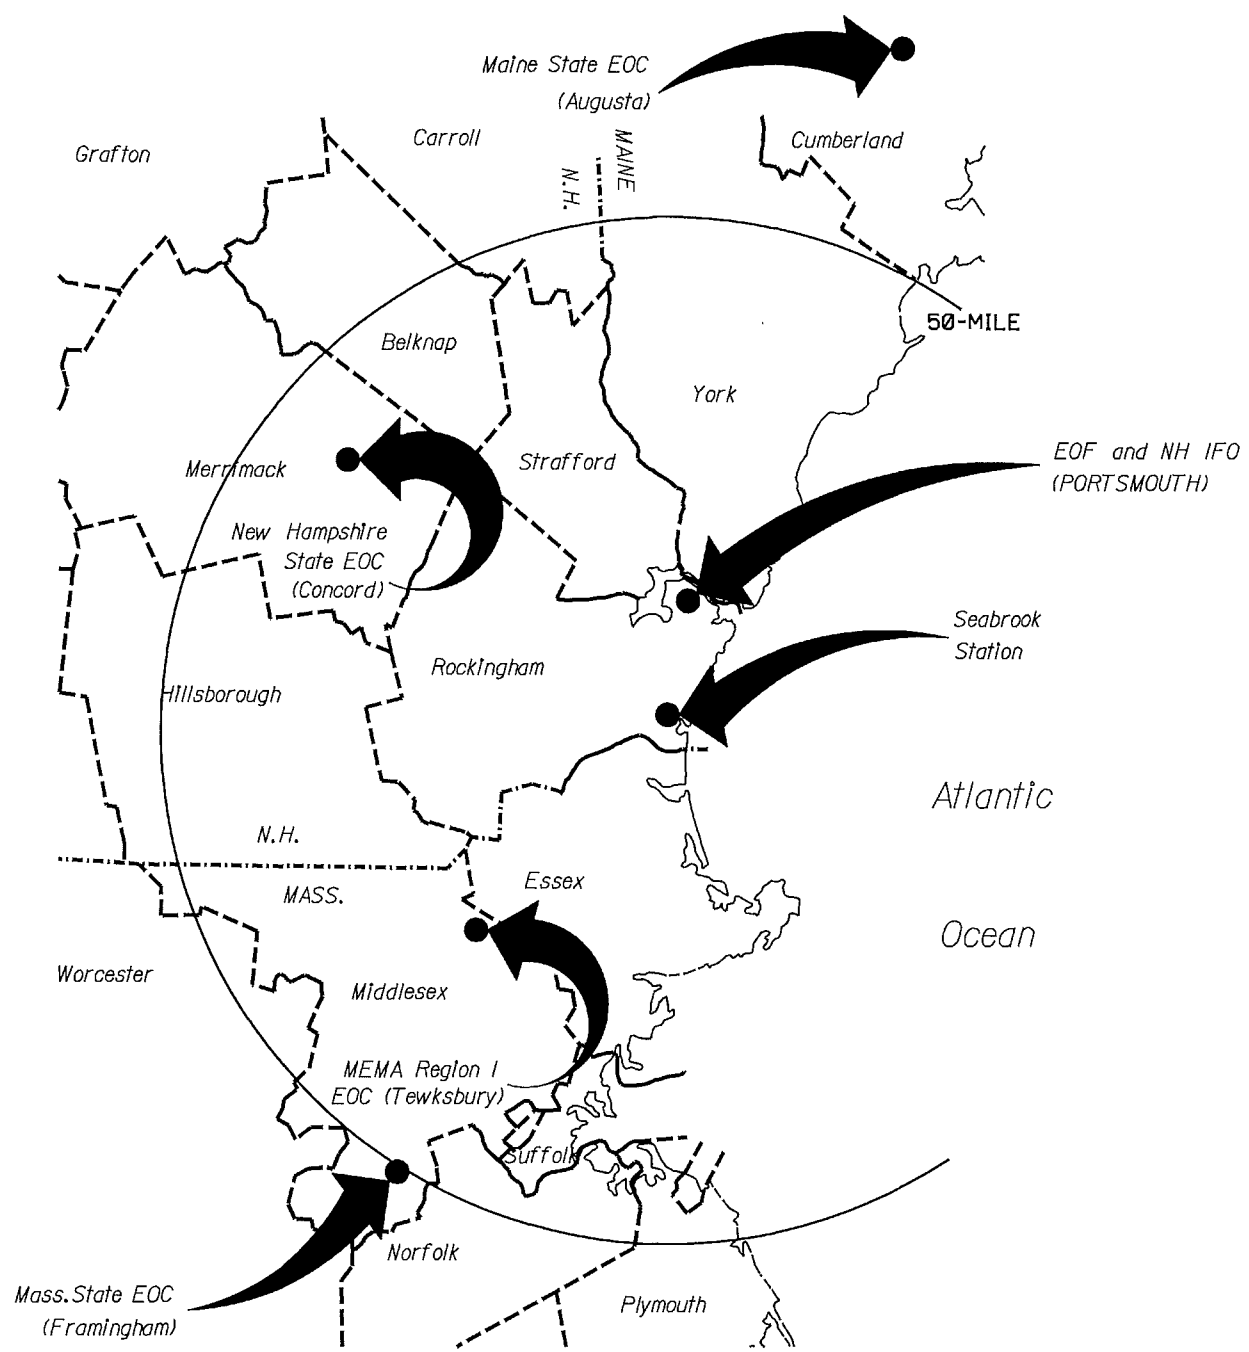 Maine State EOC
(Augusta)
Grafton
Carroll
MAINE
N.H.
Cumberland
50-MILE
Belknap
York
EOF and NH IFO
(PORTSMOUTH)
Merrimack
Strafford
New Hampshire
State EOC
(Concord)
Seabrook
Station
Rockingham
Hillsborough
Atlantic
N.H.
MASS.
Essex
Ocean
Worcester
Middlesex
MEMA Region I
EOC (Tewksbury)
Suffolk
Norfolk
Mass.State EOC
(Framingham)
Plymouth